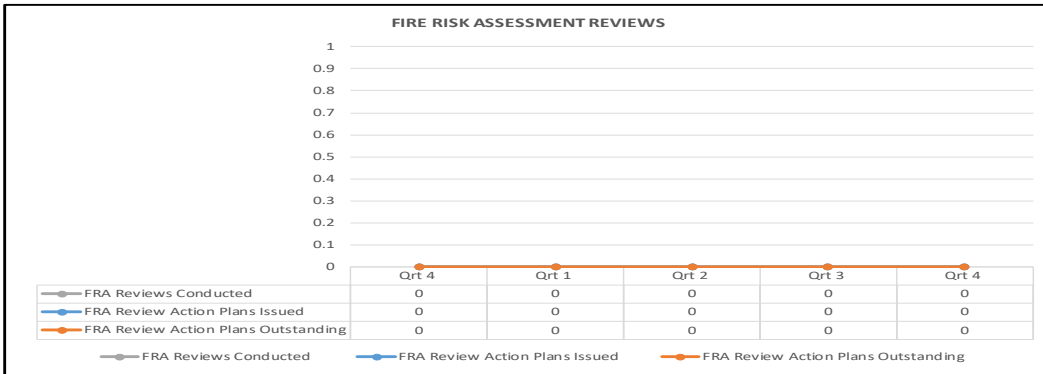 FIRE RISK ASSESSMENT REVIEWS
1
0.9
0.8
0.7
0.6
0.5
0.4
0.3
0.2
0.1
0
Qrt 4 Qrt 1 Qrt 2 Qrt 3 Qrt 4
FRA Reviews Conducted 0 0 0 0 0
FRA Review Action Plans Issued 0 0 0 0 0
FRA Review Action Plans Outstanding 0 0 0 0 0
FRA Reviews Conducted FRA Review Action Plans Issued FRA Review Action Plans Outstanding